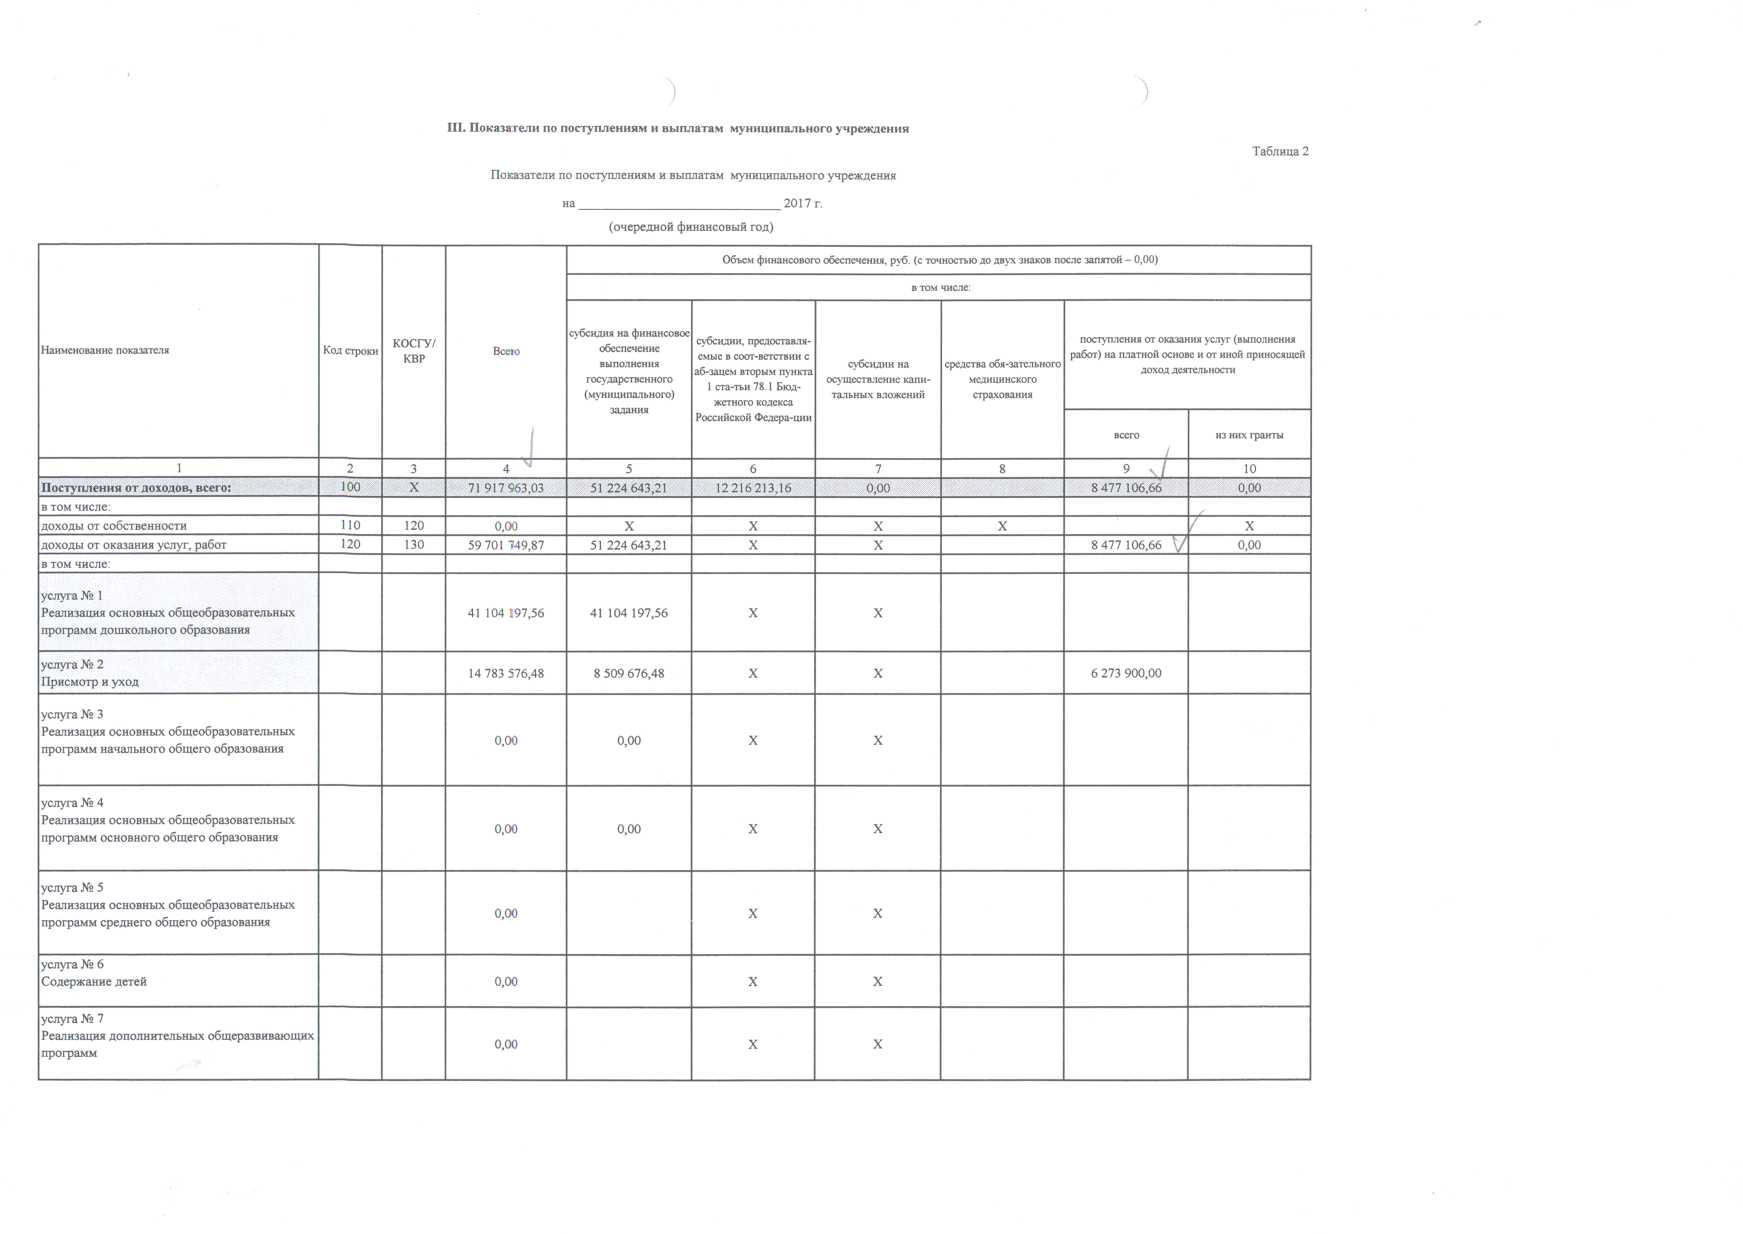 III. Показатели по поступлениям и выплатам муниципального учреждения
Таблица 2
Показатели по поступлениям и выплатам муниципального учреждения
на ______________________________ 2017 г.
(очередной финансовый год)
Наименование показателя
Код строки
КОСГУ/
КВР
Всего
Объем финансового обеспечения, руб. (с точностью до двух знаков после запятой – 0,00)
в том числе:
субсидия на финансовое
обеспечение
выполнения
государственного
(муниципального)
задания
субсидии, предоставля-
емые в соот-ветствии с
аб-зацем вторым пункта
1 ста-тьи 78.1 Бюд-
жетного кодекса
Российской Федера-ции
субсидии на
осуществление капи-
тальных вложений
средства обя-зательного
медицинского
страхования
поступления от оказания услуг (выполнения
работ) на платной основе и от иной приносящей
доход деятельности
всего
из них гранты
1 2 3 4 5 6 7 8 9 10
Поступления от доходов, всего: 100 X 71 917 963,03 51 224 643,21 12 216 213,16 0,00 8 477 106,66 0,00
в том числе:
доходы от собственности 110 120 0,00 X X X X X
доходы от оказания услуг, работ 120 130 59 701 749,87 51 224 643,21 X X 8 477 106,66 0,00
в том числе:
услуга № 1
Реализация основных общеобразовательных
программ дошкольного образования
41 104 197,56 41 104 197,56 X X
услуга № 2
Присмотр и уход
14 783 576,48 8 509 676,48 X X 6 273 900,00
услуга № 3
Реализация основных общеобразовательных
программ начального общего образования
0,00 0,00 X X
услуга № 4
Реализация основных общеобразовательных
программ основного общего образования
0,00 0,00 X X
услуга № 5
Реализация основных общеобразовательных
программ среднего общего образования
0,00 X X
услуга № 6
Содержание детей
0,00 X X
услуга № 7
Реализация дополнительных общеразвивающих
программ
0,00 X X